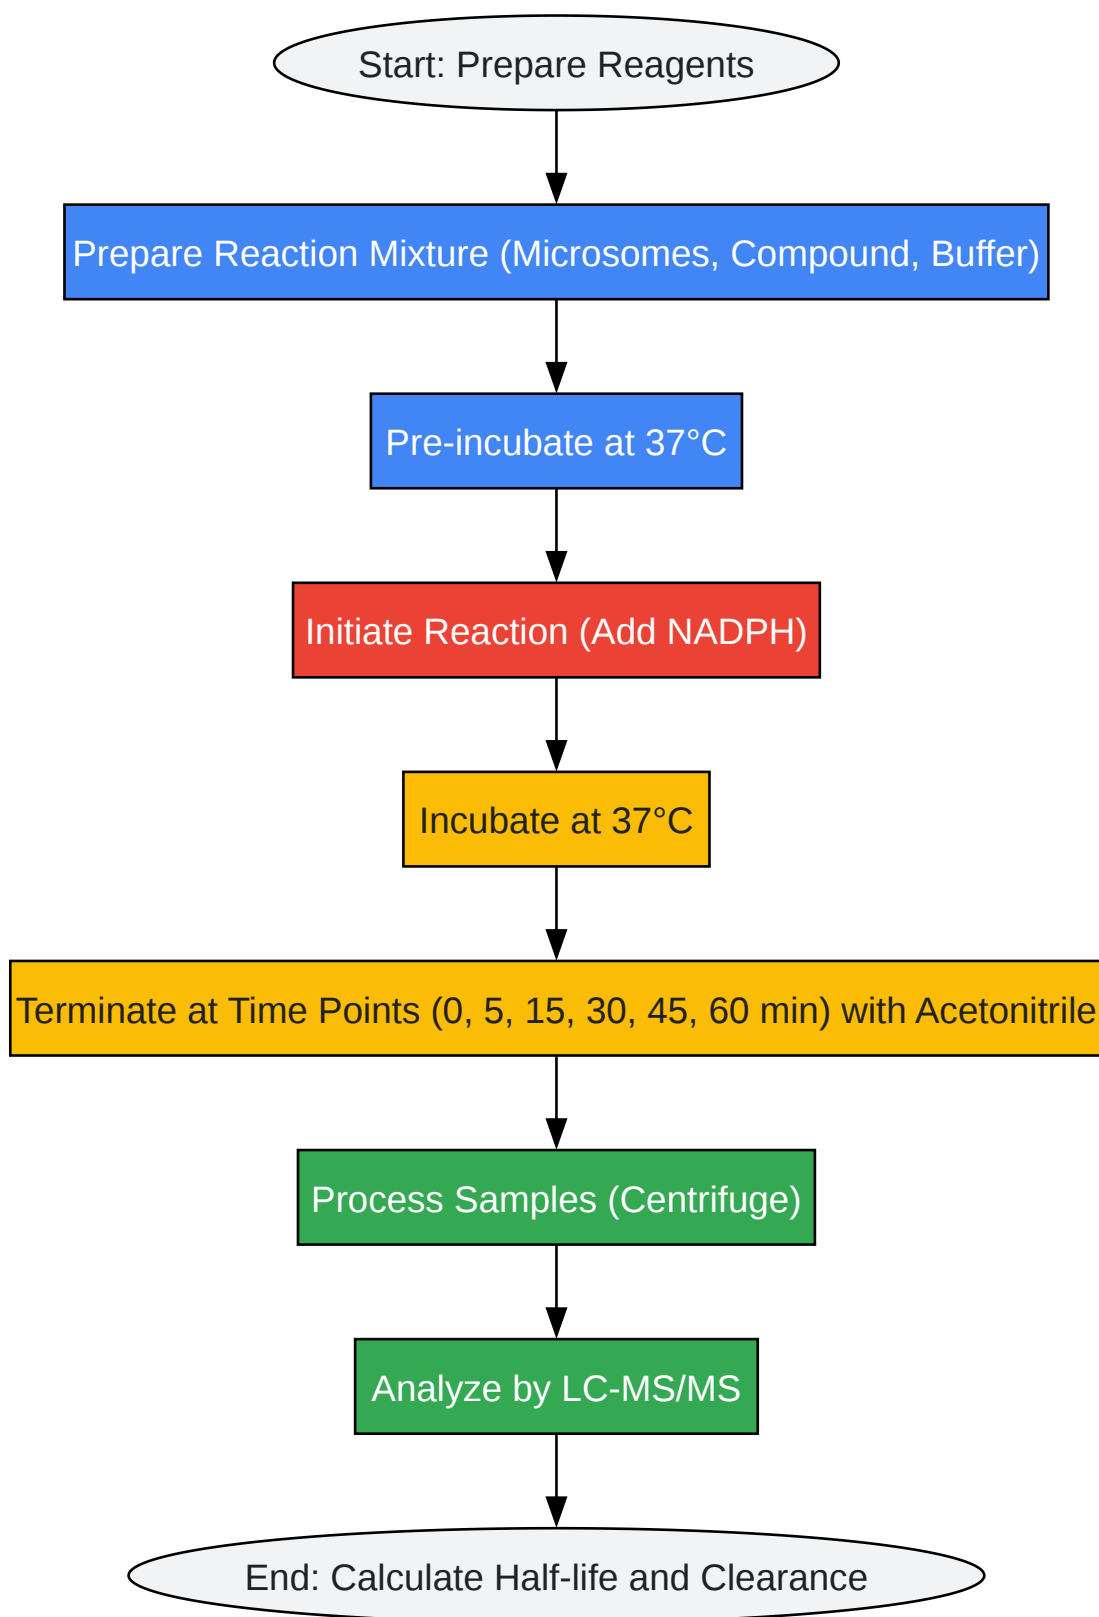 Start: Prepare Reagents
Prepare Reaction Mixture (Microsomes, Compound, Buffer)
Pre-incubate at 37°C
Initiate Reaction (Add NADPH)
Incubate at 37°C
Terminate at Time Points (0, 5, 15, 30, 45, 60 min) with Acetonitrile
Process Samples (Centrifuge)
Analyze by LC-MS/MS
End: Calculate Half-life and Clearance